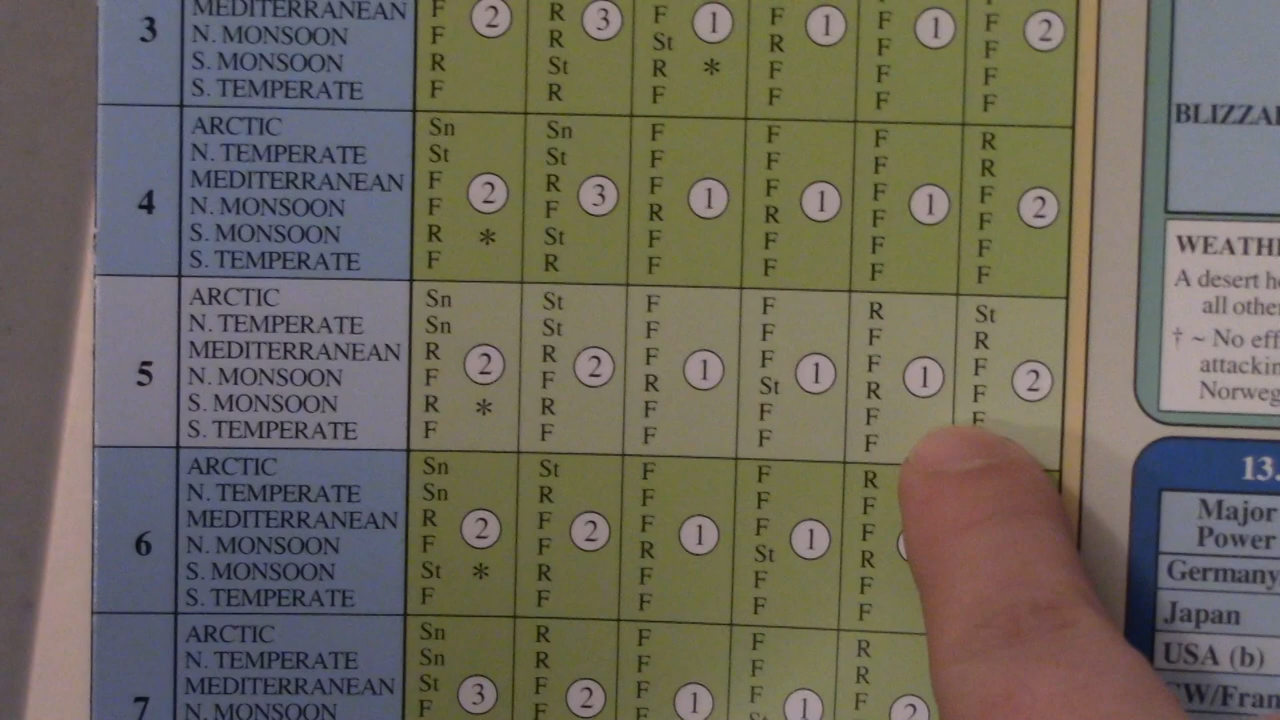 MEDITERRANEAN F R F F F F
3 N. MONSOON F 2 R 3 St 1 R 1 F 1 F 2
S. MONSOON R St R * F F F
S. TEMPERATE F R F F F F
ARCTIC Sn Sn F F F R
N. TEMPERATE St St F F F R
MEDITERRANEAN F R F F F F
4 N. MONSOON F 2 F 3 R 1 R 1 F 1 F 2
S. MONSOON R * St F F F F
S. TEMPERATE F R F F F F
ARCTIC Sn St F F R St
N. TEMPERATE Sn St F F F R
MEDITERRANEAN R R F F F F
5 N. MONSOON F 2 F 2 R 1 St 1 R 1 F 2
S. MONSOON R * R F F F F
S. TEMPERATE F F F F F
ARCTIC Sn St F F R
N. TEMPERATE Sn R F F F
MEDITERRANEAN R F F F F
6 N. MONSOON F 2 F 2 R 1 St 1 R
S. MONSOON St * R F F F
S. TEMPERATE F F F F F
ARCTIC Sn R F F R
N. TEMPERATE Sn R F F R
MEDITERRANEAN St F F F F
7 N. MONSOON F 3 F 2 F 1 St 1 2
BLIZZA
WEATH
A desert h
all othe
† ~ No eff
attackin
Norweg
13.
Major
Power
Germany
Japan
USA (b)
CW/Fran